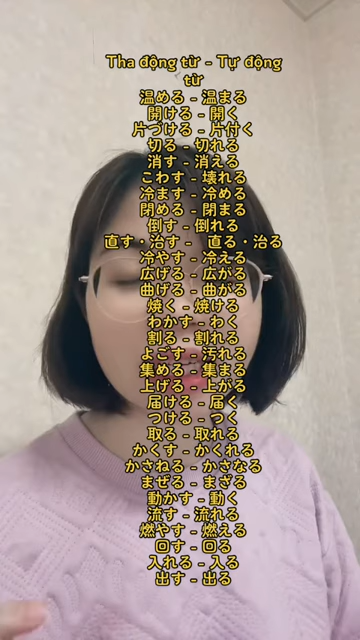 Tha động từ - Tự động
từ
温める - 温まる
開ける - 開く
片づける - 片付く
切る - 切れる
消す - 消える
こわす - 壊れる
冷ます - 冷める
閉める - 閉まる
倒す - 倒れる
直す・治す - 直る・治る
冷やす - 冷える
広げる - 広がる
曲げる - 曲がる
焼く - 焼ける
わかす - わく
割る - 割れる
よごす - 汚れる
集める - 集まる
上げる - 上がる
届ける - 届く
つける - つく
取る - 取れる
かくす - かくれる
かさねる - かさなる
まぜる - まざる
動かす - 動く
流す - 流れる
燃やす - 燃える
回す - 回る
入れる - 入る
出す - 出る